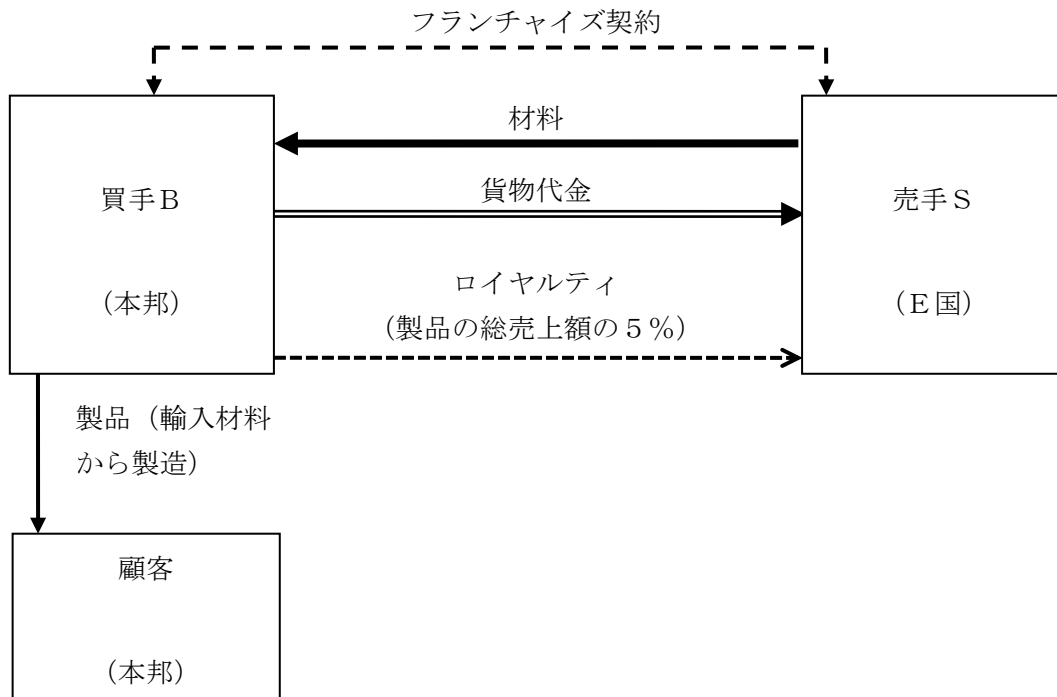 フランチャイズ契約
材料
買手Ｂ
貨物代金
売手Ｓ
（本邦）
ロイヤルティ
（製品の総売上額の５％）
（Ｅ国）
製品（輸入材料
から製造）
顧客
（本邦）